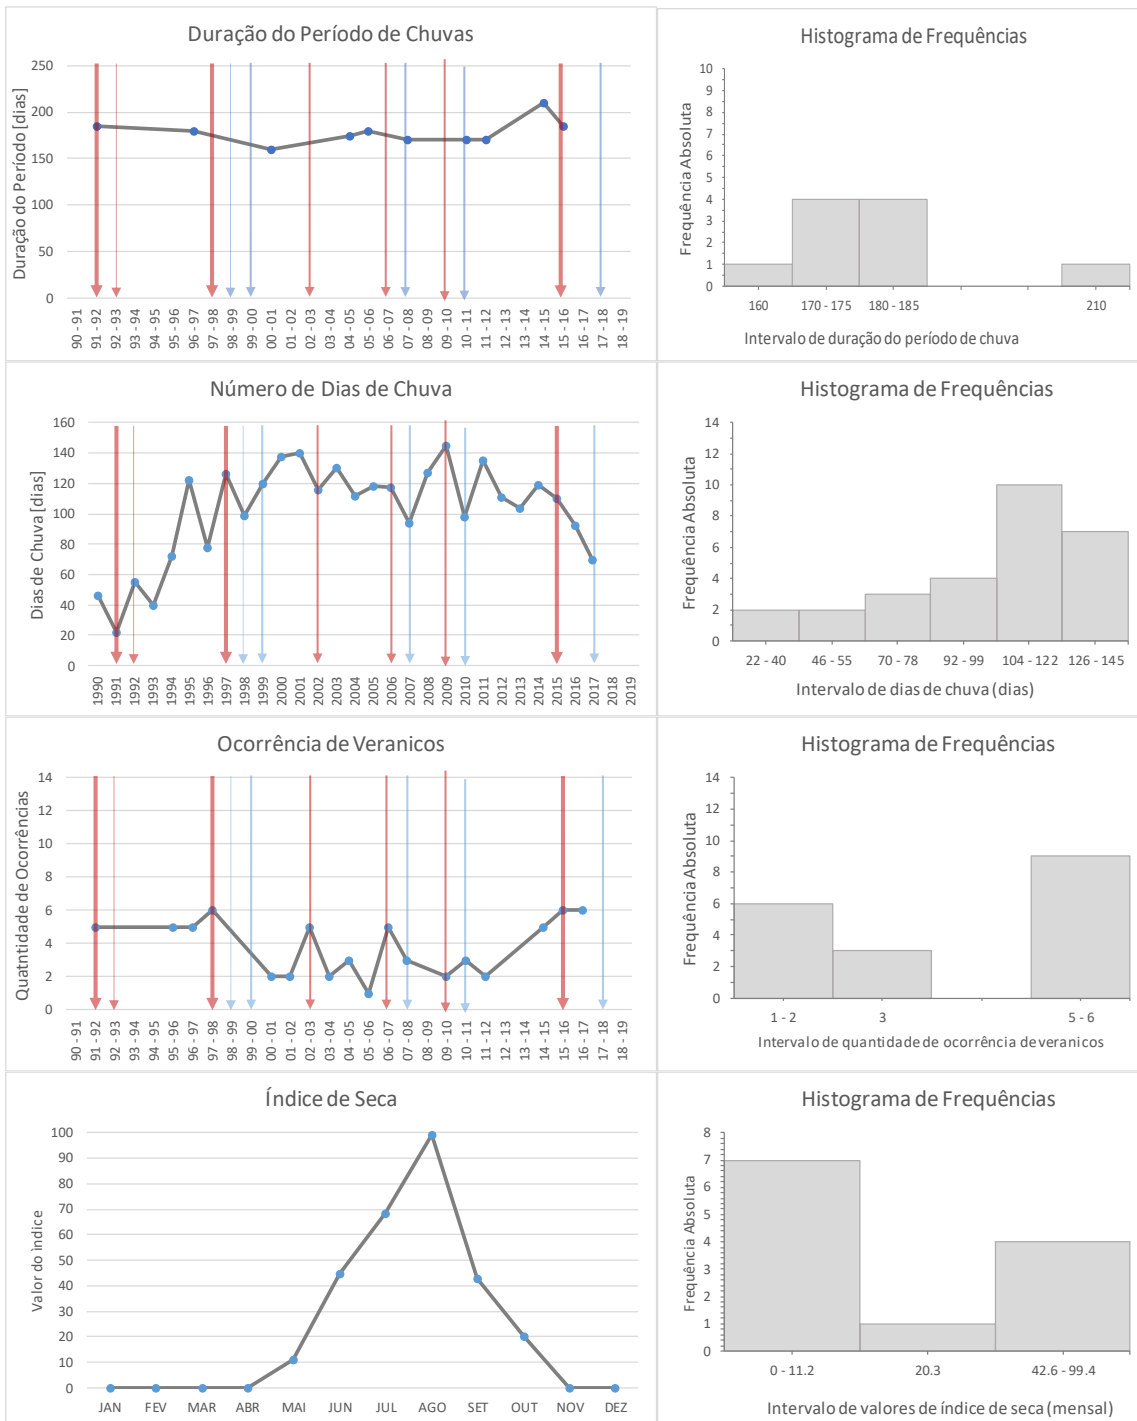 Duração do Período de Chuvas
Duração do Período [dias]
250
200
150
100
50
0
90 - 91
91 - 92
92 - 93
93 - 94
94 - 95
95 - 96
96 - 97
97 - 98
98 - 99
99 - 00
00 - 01
01 - 02
02 - 03
03 - 04
04 - 05
05 - 06
06 - 07
07 - 08
08 - 09
09 - 10
10 - 11
11 - 12
12 - 13
13 - 14
14 - 15
15 - 16
16 - 17
17 - 18
18 - 19
Histograma de Frequências
Frequência Absoluta
10
9
8
7
6
5
4
3
2
1
0
160
170 - 175
180 - 185
210
Intervalo de duração do período de chuva
Número de Dias de Chuva
Dias de Chuva [dias]
160
140
120
100
80
60
40
20
0
1990
1991
1992
1993
1994
1995
1996
1997
1998
1999
2000
2001
2002
2003
2004
2005
2006
2007
2008
2009
2010
2011
2012
2013
2014
2015
2016
2017
2018
2019
Histograma de Frequências
Frequência Absoluta
14
12
10
8
6
4
2
0
22 - 40
46 - 55
70 - 78
92 - 99
104 - 122
126 - 145
Intervalo de dias de chuva (dias)
Ocorrência de Veranicos
Quatntidade de Ocorrências
14
12
10
8
6
4
2
0
90 - 91
91 - 92
92 - 93
93 - 94
94 - 95
95 - 96
96 - 97
97 - 98
98 - 99
99 - 00
00 - 01
01 - 02
02 - 03
03 - 04
04 - 05
05 - 06
06 - 07
07 - 08
08 - 09
09 - 10
10 - 11
11 - 12
12 - 13
13 - 14
14 - 15
15 - 16
16 - 17
17 - 18
18 - 19
Histograma de Frequências
Frequência Absoluta
14
12
10
8
6
4
2
0
1 - 2
3
5 - 6
Intervalo de quantidade de ocorrência de veranicos
Índice de Seca
Valor do ìndice
100
90
80
70
60
50
40
30
20
10
0
JAN
FEV
MAR
ABR
MAI
JUN
JUL
AGO
SET
OUT
NOV
DEZ
Histograma de Frequências
Frequência Absoluta
8
7
6
5
4
3
2
1
0
0 - 11.2
20.3
42.6 - 99.4
Intervalo de valores de índice de seca (mensal)